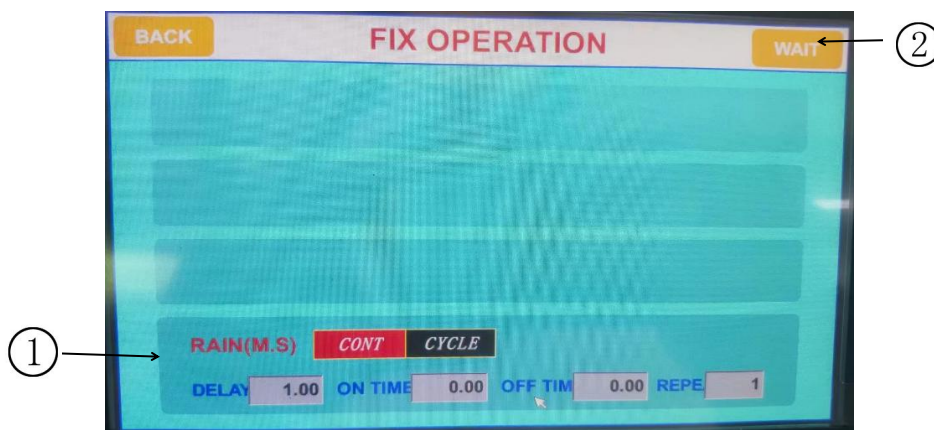 BACK FIX OPERATION WAIT ②
① RAIN(M.S) CONT CYCLE
DELAY 1.00 ON TIME 0.00 OFF TIM 0.00 REPE 1